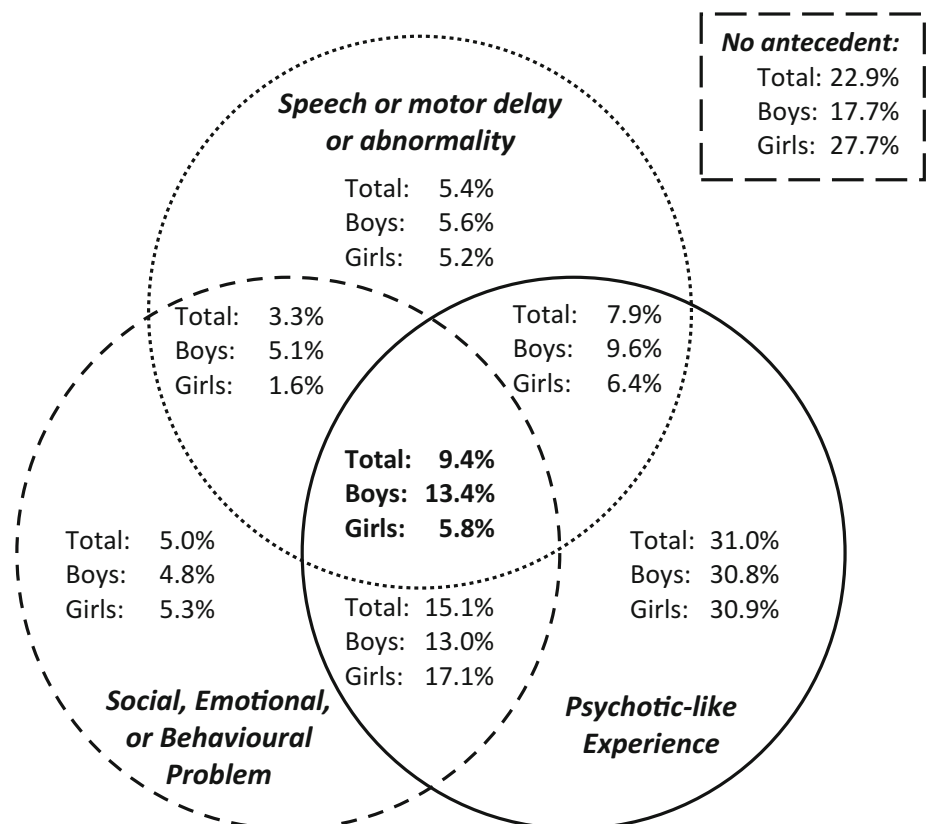 No antecedent:
Total: 22.9%
Boys: 17.7%
Girls: 27.7%
Speech or motor delay
or abnormality
Total: 5.4%
Boys: 5.6%
Girls: 5.2%
Total: 3.3%
Boys: 5.1%
Girls: 1.6%
Total: 7.9%
Boys: 9.6%
Girls: 6.4%
Total: 9.4%
Boys: 13.4%
Girls: 5.8%
Total: 5.0%
Boys: 4.8%
Girls: 5.3%
Total: 31.0%
Boys: 30.8%
Girls: 30.9%
Total: 15.1%
Boys: 13.0%
Girls: 17.1%
Social, Emotional,
or Behavioural
Problem
Psychotic-like
Experience